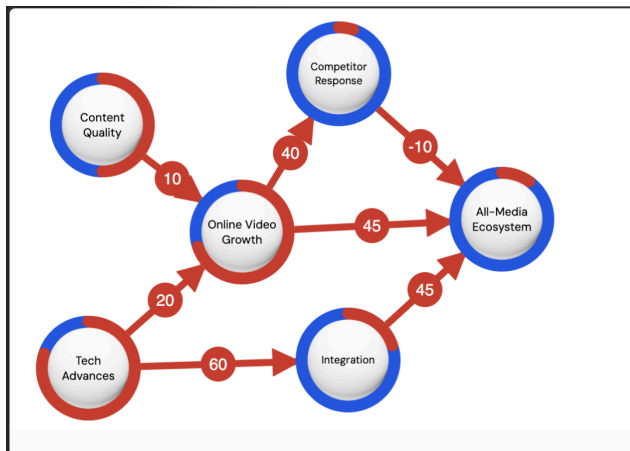 Competitor
Response
Content
Quality
40
-10
10
Online Video
Growth
45
All-Media
Ecosystem
20
45
Tech
Advances
60
Integration